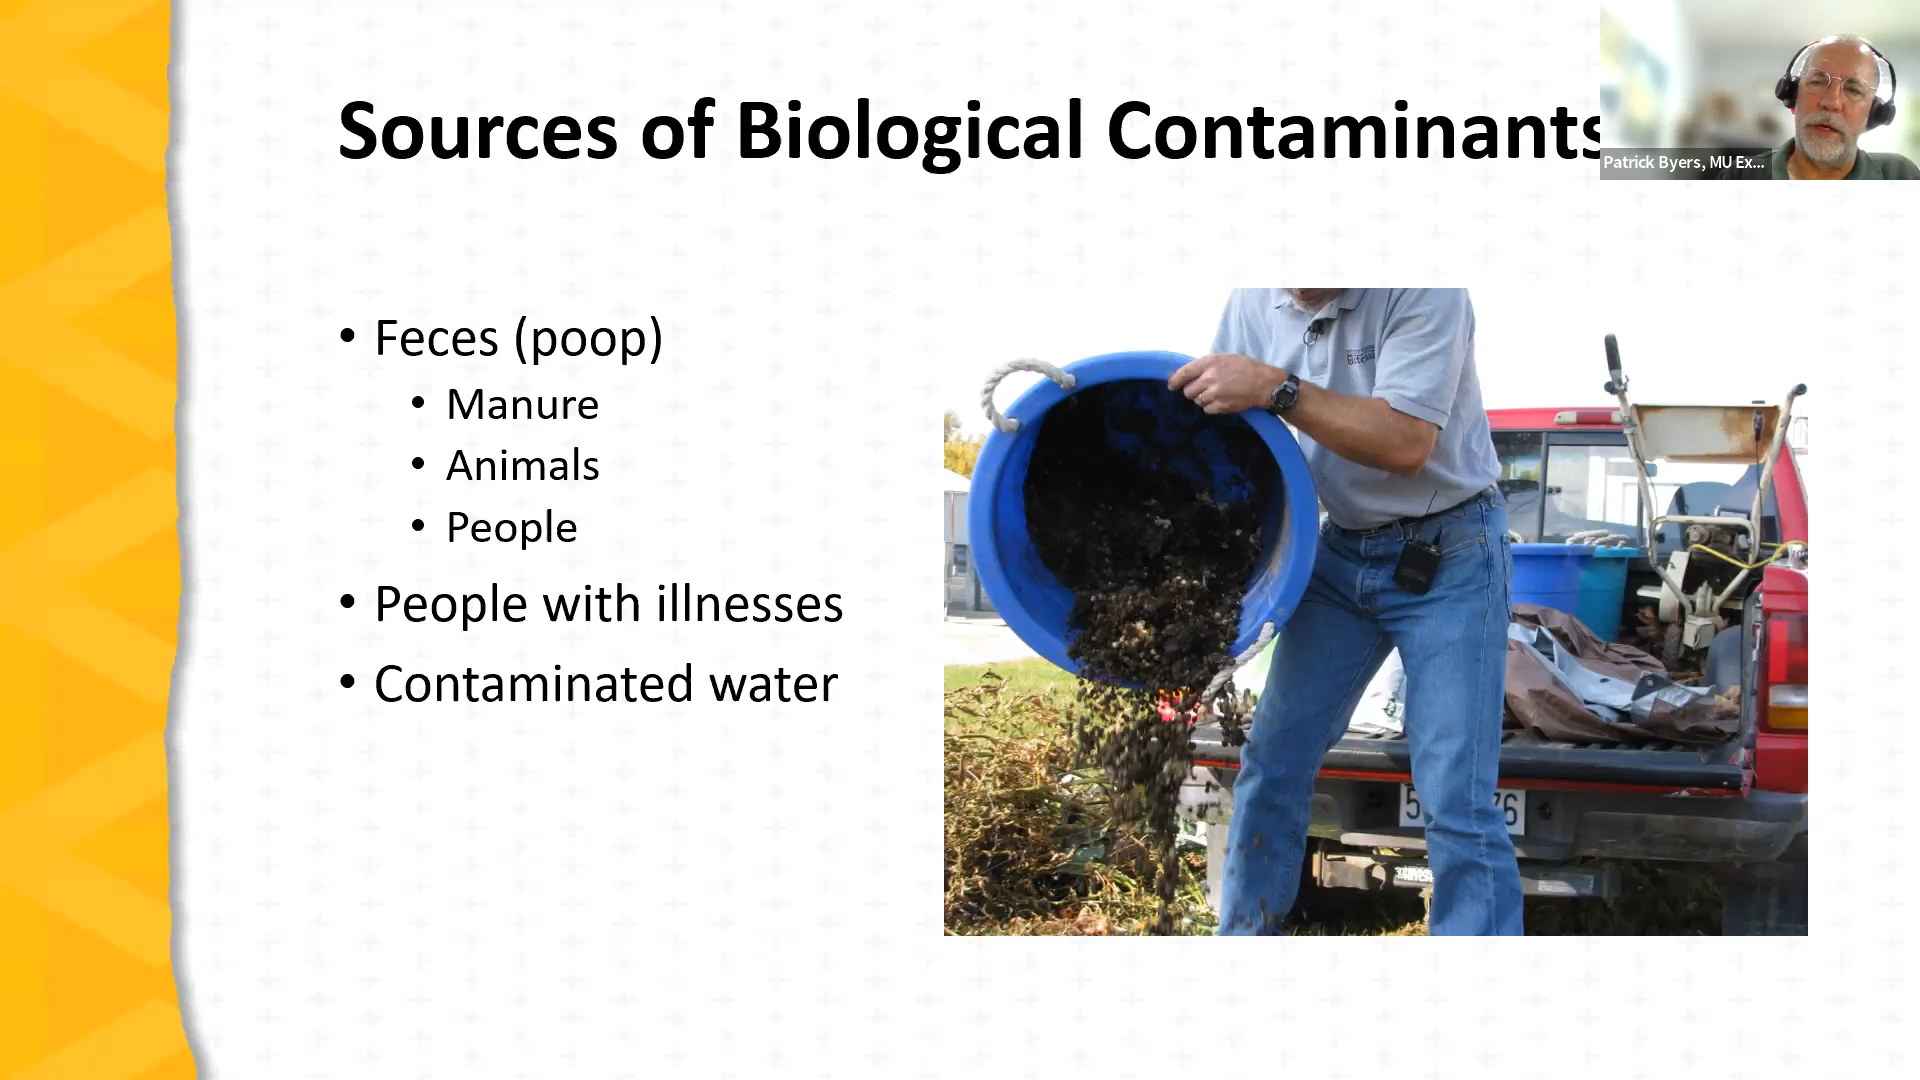 Sources of Biological Contaminants
Patrick Byers, MU Ex...
• Feces (poop)
• Manure
• Animals
• People
• People with illnesses
• Contaminated water